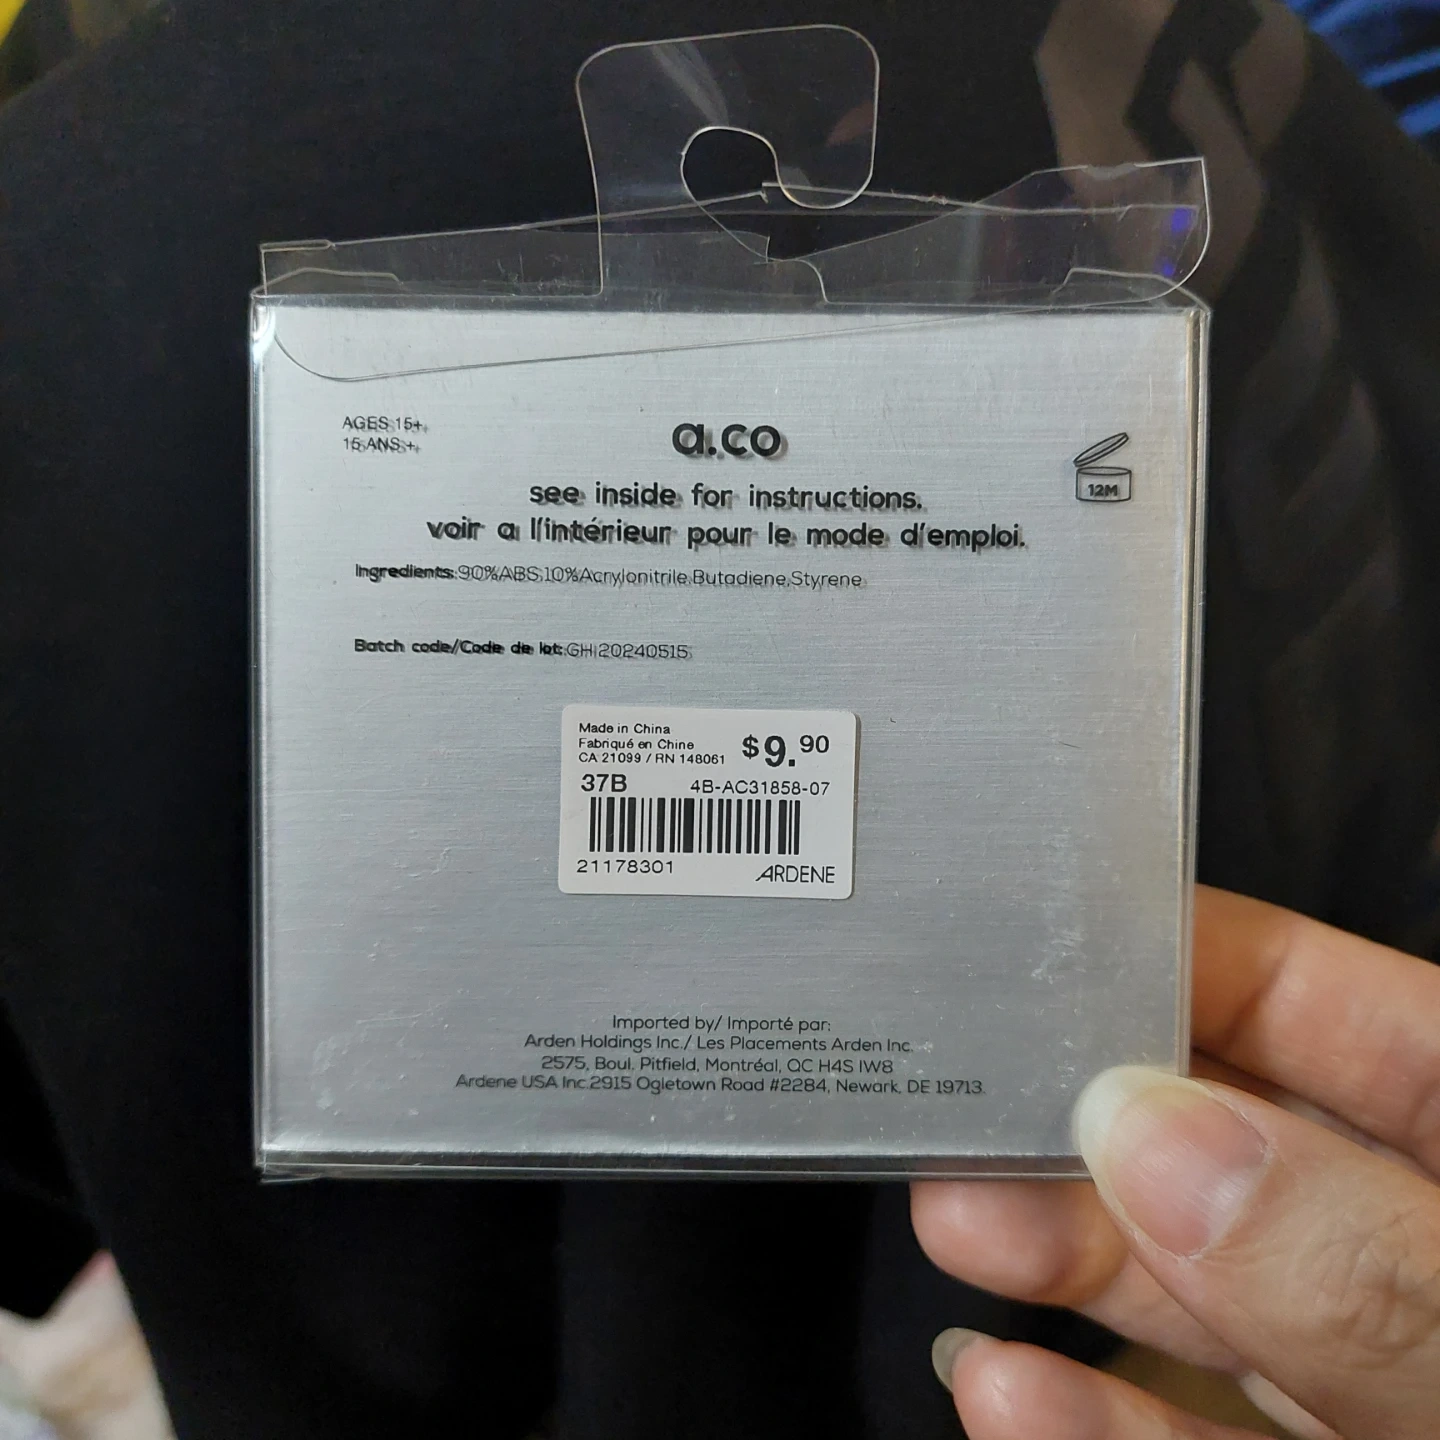 AGES 15+
15 ANS +
a.co
12M
see inside for instructions.
voir a l'intérieur pour le mode d'emploi.
Ingredients:90%ABS,10%Acrylonitrile,Butadiene,Styrene
Batch code/Code de lot:GH20240515
Made in China
Fabriqué en Chine
CA 21099 / RN 148061
$9.90
37B 4B-AC31858-07
21178301 ARDENE
Imported by/ Importé par:
Arden Holdings Inc./ Les Placements Arden Inc.
2575, Boul. Pitfield, Montréal, QC H4S 1W8
Ardene USA Inc.2915 Ogletown Road #2284, Newark, DE 19713.